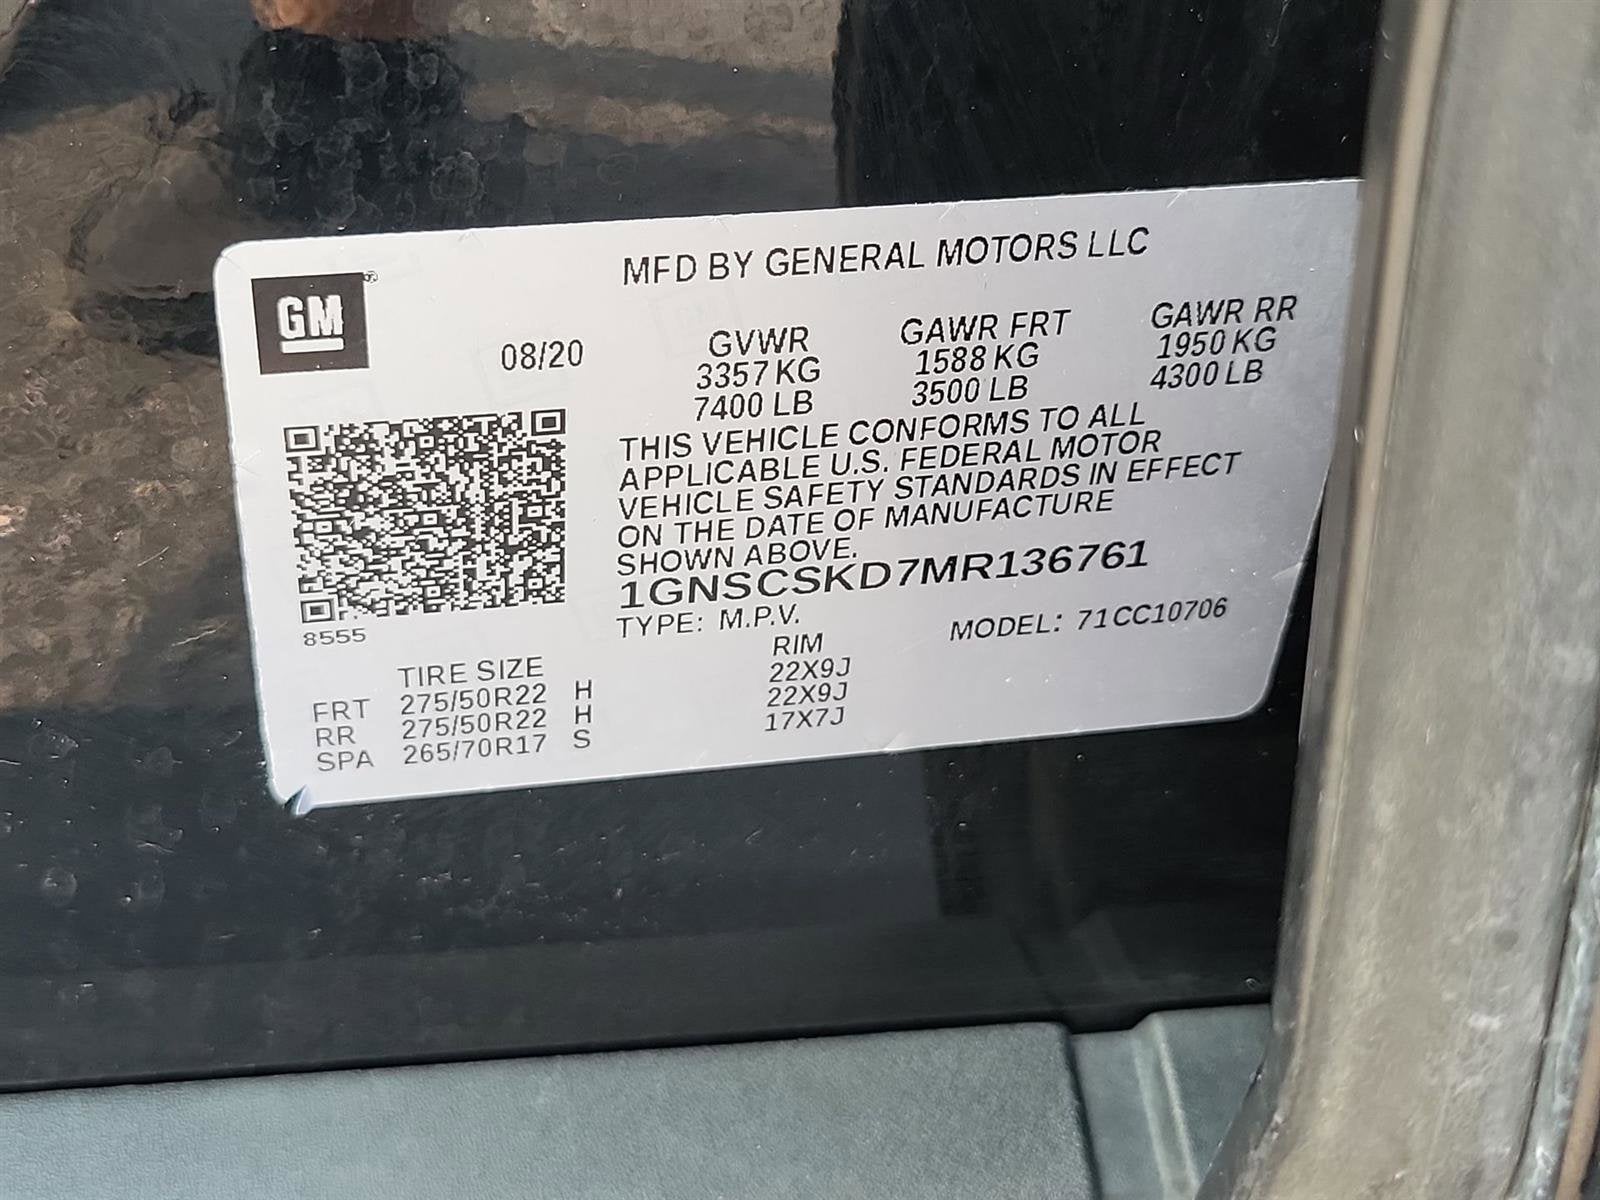 MFD BY GENERAL MOTORS LLC
GM ®
08/20
GVWR GAWR FRT GAWR RR
3357 KG 1588 KG 1950 KG
7400 LB 3500 LB 4300 LB
THIS VEHICLE CONFORMS TO ALL
APPLICABLE U.S. FEDERAL MOTOR
VEHICLE SAFETY STANDARDS IN EFFECT
ON THE DATE OF MANUFACTURE
SHOWN ABOVE.
1GNSCSKD7MR136761
8555
TYPE: M.P.V. MODEL: 71CC10706
TIRE SIZE RIM
FRT 275/50R22 H 22X9J
RR 275/50R22 H 22X9J
SPA 265/70R17 S 17X7J